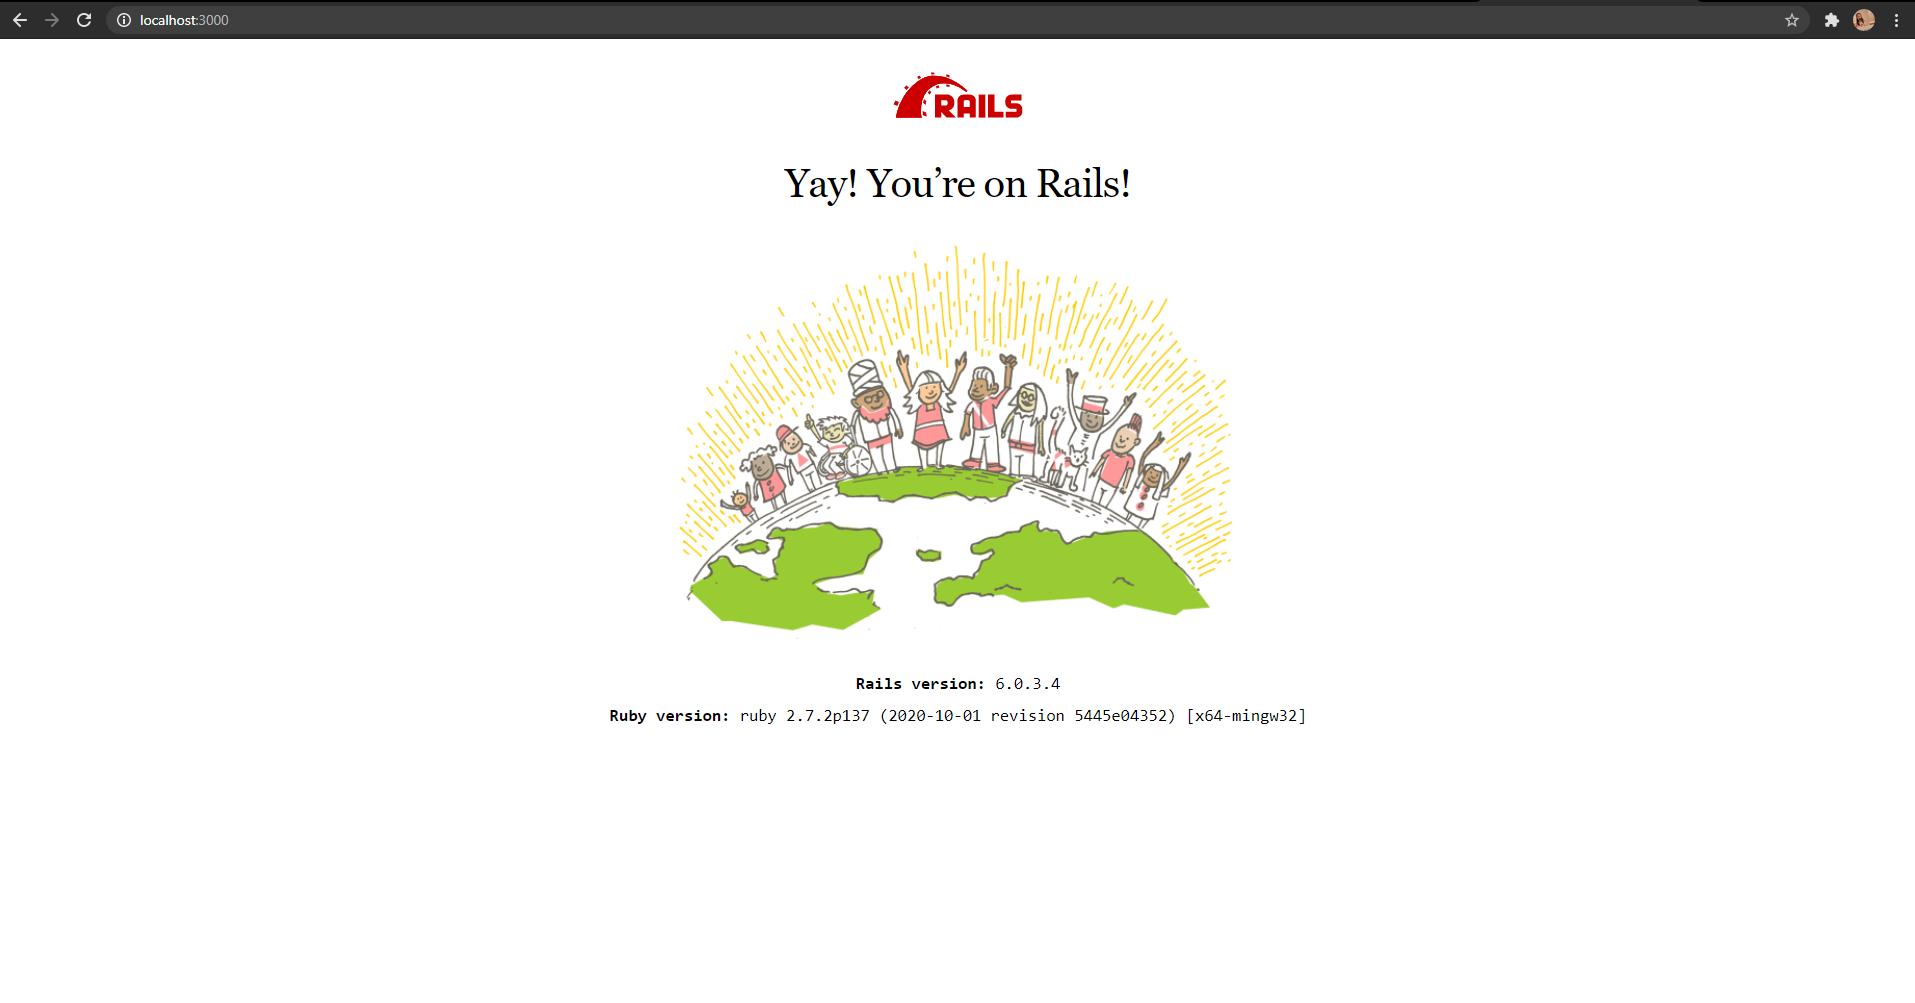 localhost:3000
RAILS
Yay! You’re on Rails!
Rails version: 6.0.3.4
Ruby version: ruby 2.7.2p137 (2020-10-01 revision 5445e04352) [x64-mingw32]